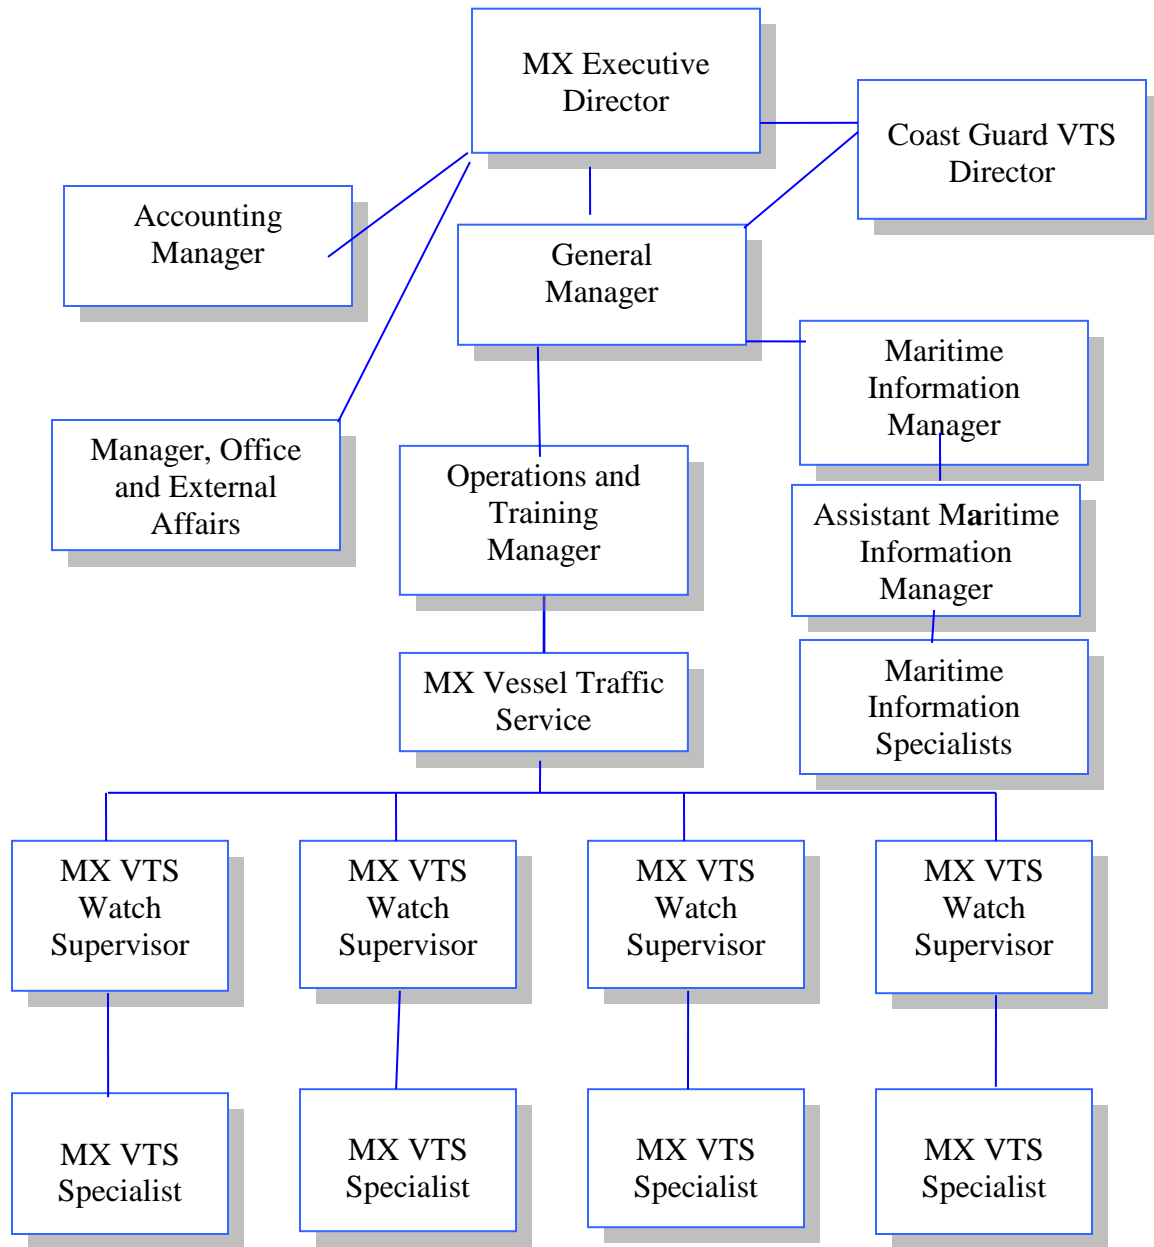 MX Executive
Director
Coast Guard VTS
Director
Accounting
Manager
General
Manager
Maritime
Information
Manager
Manager, Office
and External
Affairs
Operations and
Training
Manager
Assistant Maritime
Information
Manager
MX Vessel Traffic
Service
Maritime
Information
Specialists
MX VTS
Watch
Supervisor
MX VTS
Watch
Supervisor
MX VTS
Watch
Supervisor
MX VTS
Watch
Supervisor
MX VTS
Specialist
MX VTS
Specialist
MX VTS
Specialist
MX VTS
Specialist